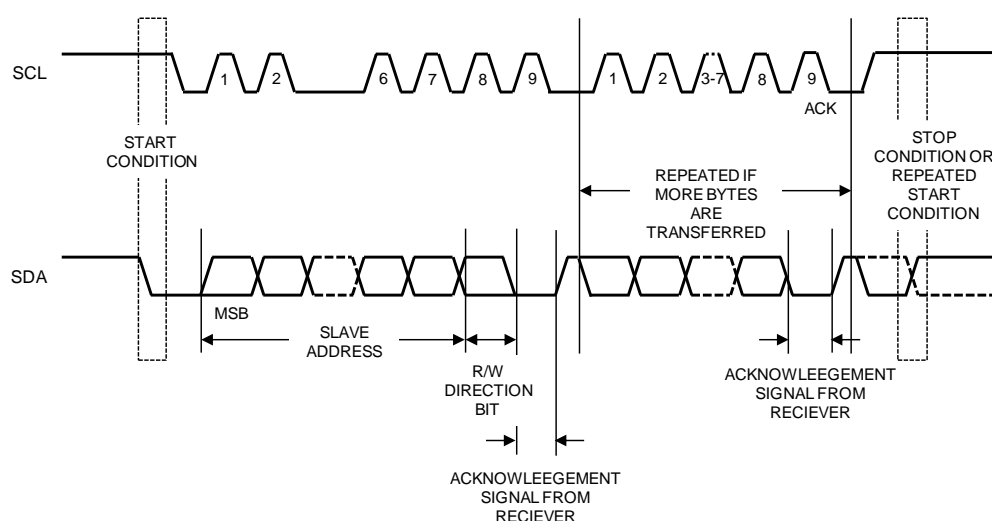 SCL
1
2
6
7
8
9
1
2
3-7
8
9
ACK
START
CONDITION
STOP
CONDITION OR
REPEATED
START
CONDITION
REPEATED IF
MORE BYTES
ARE
TRANSFERRED
SDA
MSB
SLAVE
ADDRESS
R/W
DIRECTION
BIT
ACKNOWLEEGEMENT
SIGNAL FROM
RECIEVER
ACKNOWLEEGEMENT
SIGNAL FROM
RECIEVER